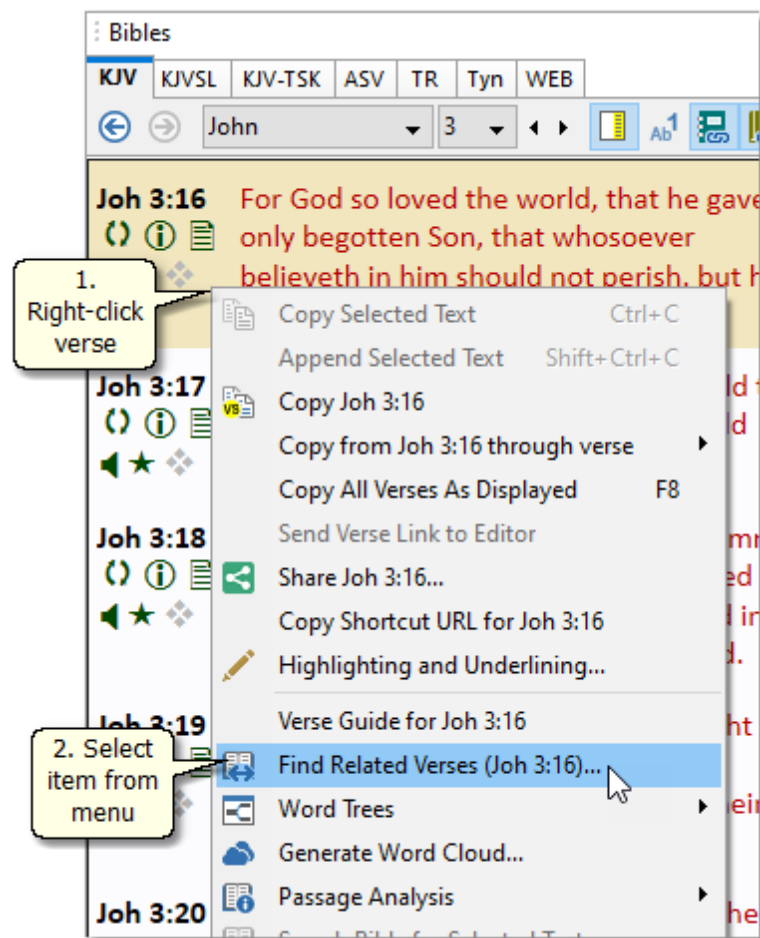 Bibles
KJV KJVSL KJV-TSK ASV TR Tyn WEB
John 3 Ab1
Joh 3:16 For God so loved the world, that he gave
only begotten Son, that whosoever
believeth in him should not perish, but h
1.
Right-click
verse
Copy Selected Text Ctrl+C
Append Selected Text Shift+Ctrl+C
Joh 3:17
VS Copy Joh 3:16
Copy from Joh 3:16 through verse
Copy All Verses As Displayed F8
Joh 3:18
Send Verse Link to Editor
Share Joh 3:16...
Copy Shortcut URL for Joh 3:16
Highlighting and Underlining...
Joh 3:19
Verse Guide for Joh 3:16
2. Select
item from
menu
Find Related Verses (Joh 3:16)...
Word Trees
Generate Word Cloud...
Passage Analysis
Joh 3:20